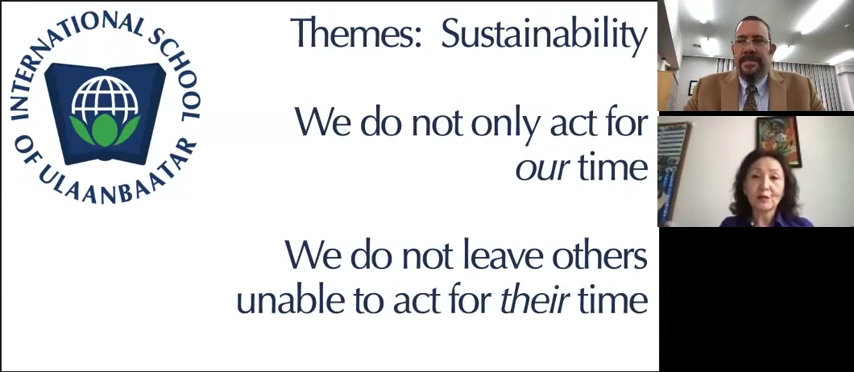 INTERNATIONAL SCHOOL
OF ULAANBAATAR
Themes: Sustainability
We do not only act for
our time
We do not leave others
unable to act for their time